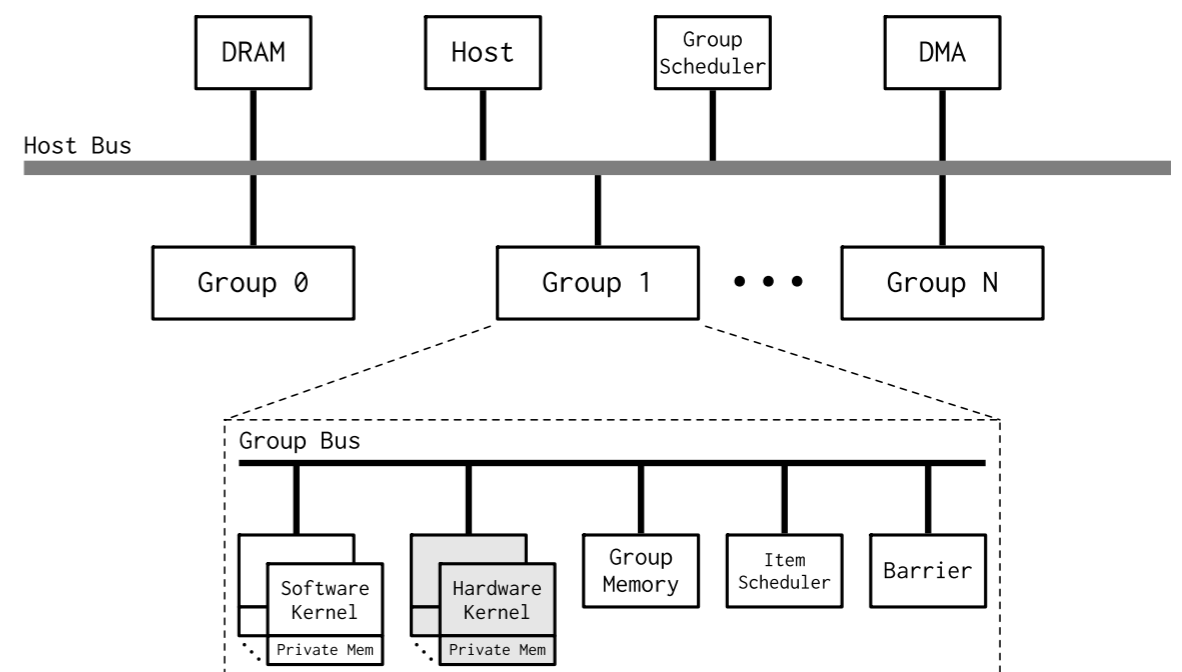 DRAM
Host
Group
Scheduler
DMA
Host Bus
Group 0
Group 1
Group N
Group Bus
Software
Kernel
Private Mem
Hardware
Kernel
Private Mem
Group
Memory
Item
Scheduler
Barrier